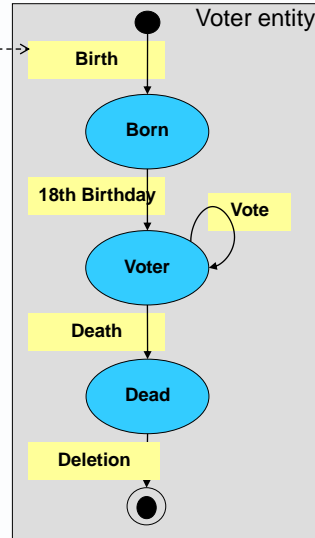 Voter entity
Birth
Born
18th Birthday
Vote
Voter
Death
Dead
Deletion